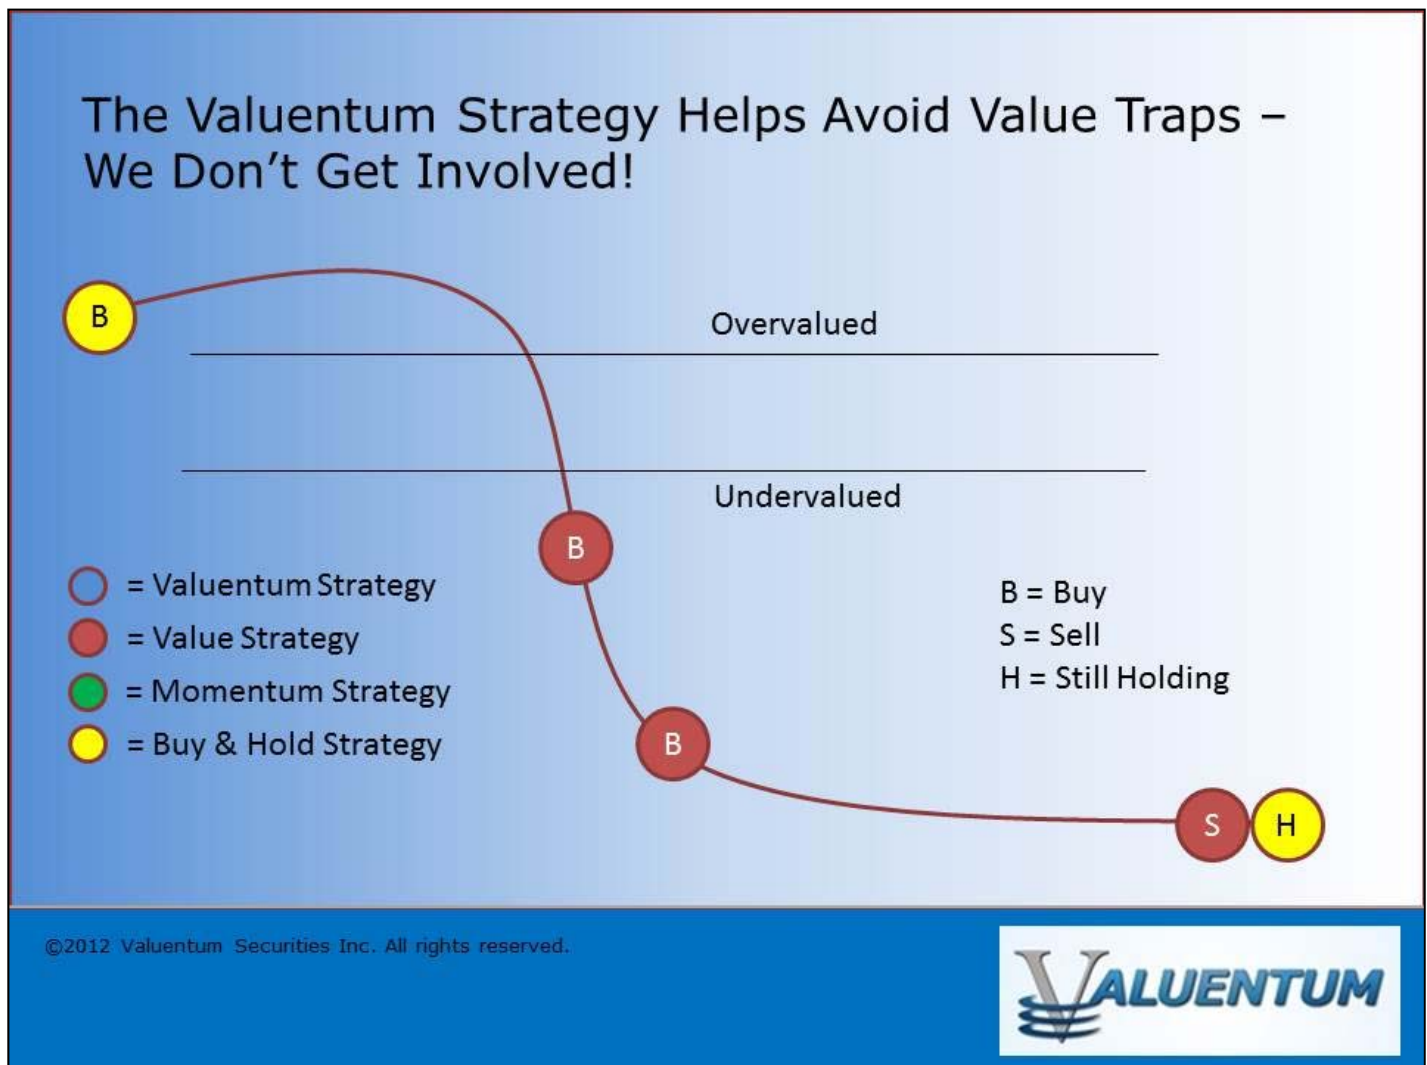 The Valuentum Strategy Helps Avoid Value Traps –
We Don't Get Involved!
B
Overvalued
Undervalued
B
= Valuentum Strategy
= Value Strategy
= Momentum Strategy
= Buy & Hold Strategy
B = Buy
S = Sell
H = Still Holding
B
S
H
©2012 Valuentum Securities Inc. All rights reserved.
VALUENTUM